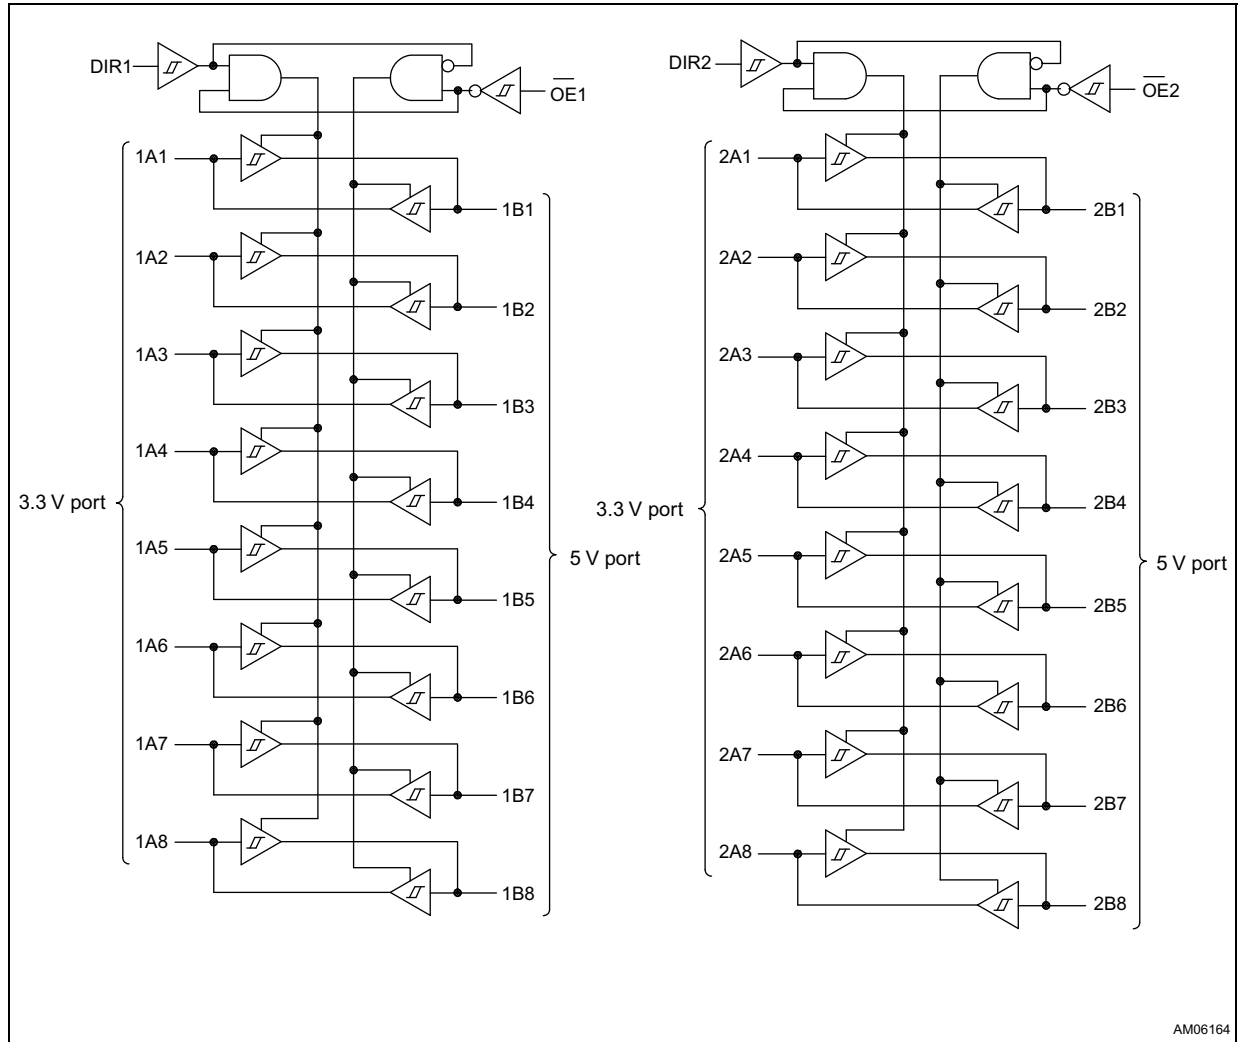 DIR1
OE1
1A1
1B1
1A2
1B2
1A3
1B3
1A4
3.3 V port
1B4
1A5
5 V port
1B5
1A6
1B6
1A7
1B7
1A8
1B8
DIR2
OE2
2A1
2B1
2A2
2B2
2A3
2B3
2A4
3.3 V port
2B4
2A5
5 V port
2B5
2A6
2B6
2A7
2B7
2A8
2B8
AM06164